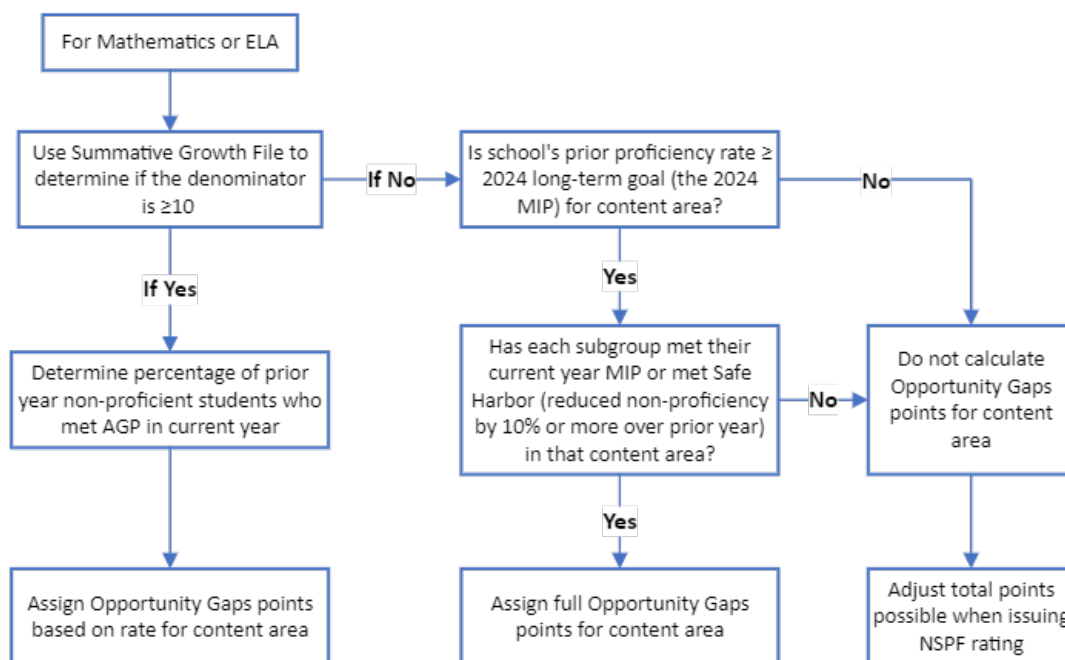 For Mathematics or ELA
Use Summative Growth File to
determine if the denominator
is ≥10
If No
Is school's prior proficiency rate ≥
2024 long-term goal (the 2024
MIP) for content area?
No
If Yes
Yes
Determine percentage of prior
year non-proficient students who
met AGP in current year
Has each subgroup met their
current year MIP or met Safe
Harbor (reduced non-proficiency
by 10% or more over prior year)
in that content area?
No
Do not calculate
Opportunity Gaps
points for content
area
Yes
Assign Opportunity Gaps points
based on rate for content area
Assign full Opportunity Gaps
points for content area
Adjust total points
possible when issuing
NSPF rating